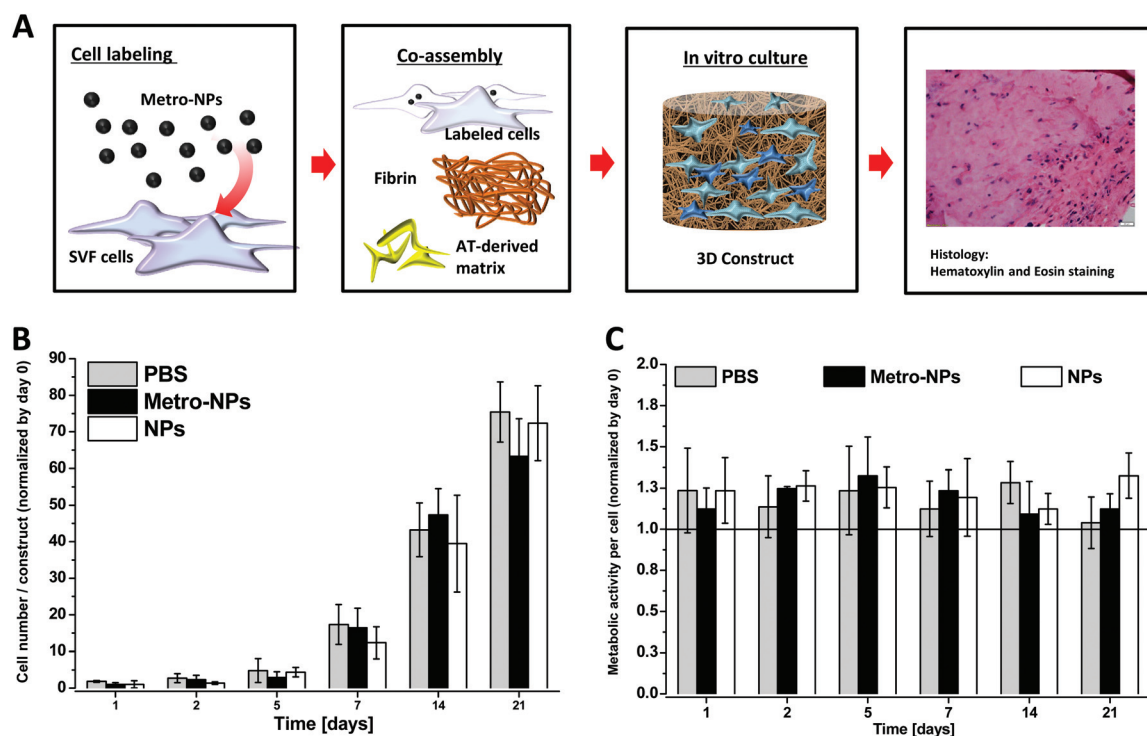 A
Cell labeling
Metro-NPs
SVF cells
Co-assembly
Labeled cells
Fibrin
AT-derived
matrix
In vitro culture
3D Construct
Histology:
Hematoxylin and Eosin staining
B
Cell number / construct (normalized by day 0)
90
80
70
60
50
40
30
20
10
0
PBS
Metro-NPs
NPs
1 2 5 7 14 21
Time [days]
C
Metabolic activity per cell (normalized by day 0)
2.0
1.8
1.5
1.3
1.0
0.8
0.5
0.3
0.0
PBS Metro-NPs NPs
1 2 5 7 14 21
Time [days]